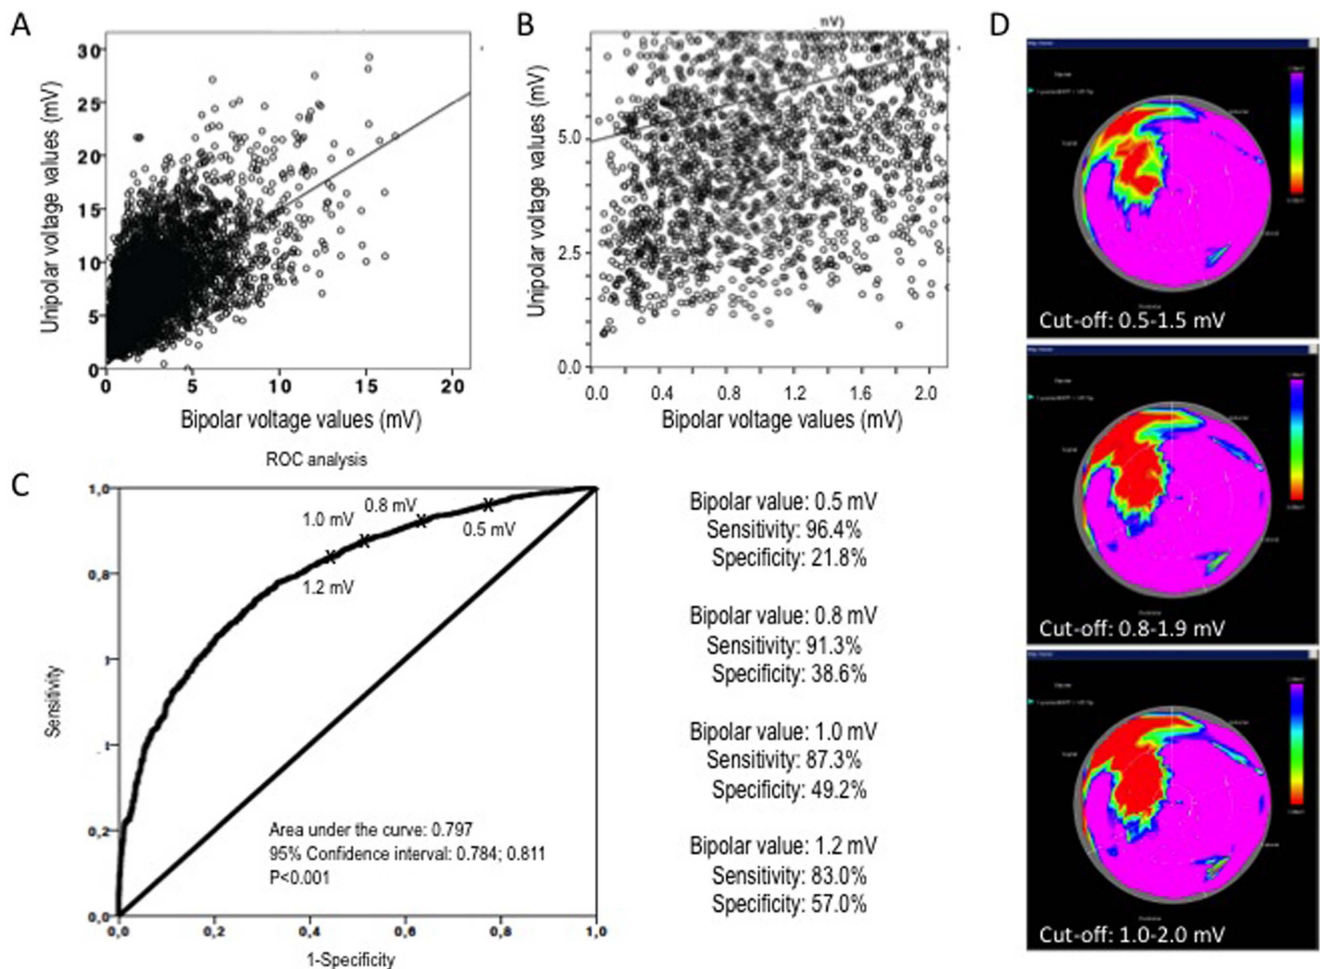 A
30
25
20
15
10
5
0
0 5 10 15 20
Unipolar voltage values (mV)
Bipolar voltage values (mV)
B
nV)
5.0
2.5
0.0
0.0 0.4 0.8 1.2 1.6 2.0
Unipolar voltage values (mV)
Bipolar voltage values (mV)
C
ROC analysis
1,0
0,8
0,2
0,0
0,0 0,2 0,4 0,6 0,8 1,0
Sensitivity
1-Specificity
1.2 mV
1.0 mV
0.8 mV
0.5 mV
Area under the curve: 0.797
95% Confidence interval: 0.784; 0.811
P<0.001
Bipolar value: 0.5 mV
Sensitivity: 96.4%
Specificity: 21.8%
Bipolar value: 0.8 mV
Sensitivity: 91.3%
Specificity: 38.6%
Bipolar value: 1.0 mV
Sensitivity: 87.3%
Specificity: 49.2%
Bipolar value: 1.2 mV
Sensitivity: 83.0%
Specificity: 57.0%
D
Cut-off: 0.5-1.5 mV
Cut-off: 0.8-1.9 mV
Cut-off: 1.0-2.0 mV